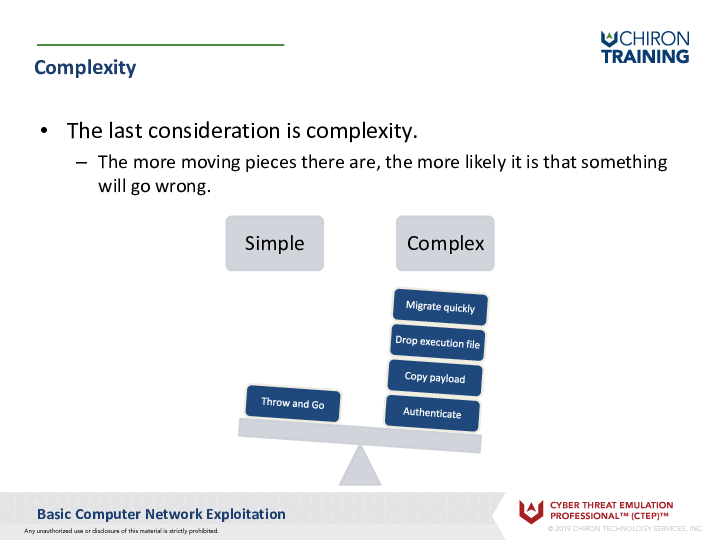 CHIRON
TRAINING
Complexity
• The last consideration is complexity.
– The more moving pieces there are, the more likely it is that something
will go wrong.
Simple
Complex
Migrate quickly
Drop execution file
Copy payload
Authenticate
Throw and Go
Basic Computer Network Exploitation
Any unauthorized use or disclosure of this material is strictly prohibited.
CYBER THREAT EMULATION
PROFESSIONAL™ (CTEP)™
© 2019 CHIRON TECHNOLOGY SERVICES, INC.